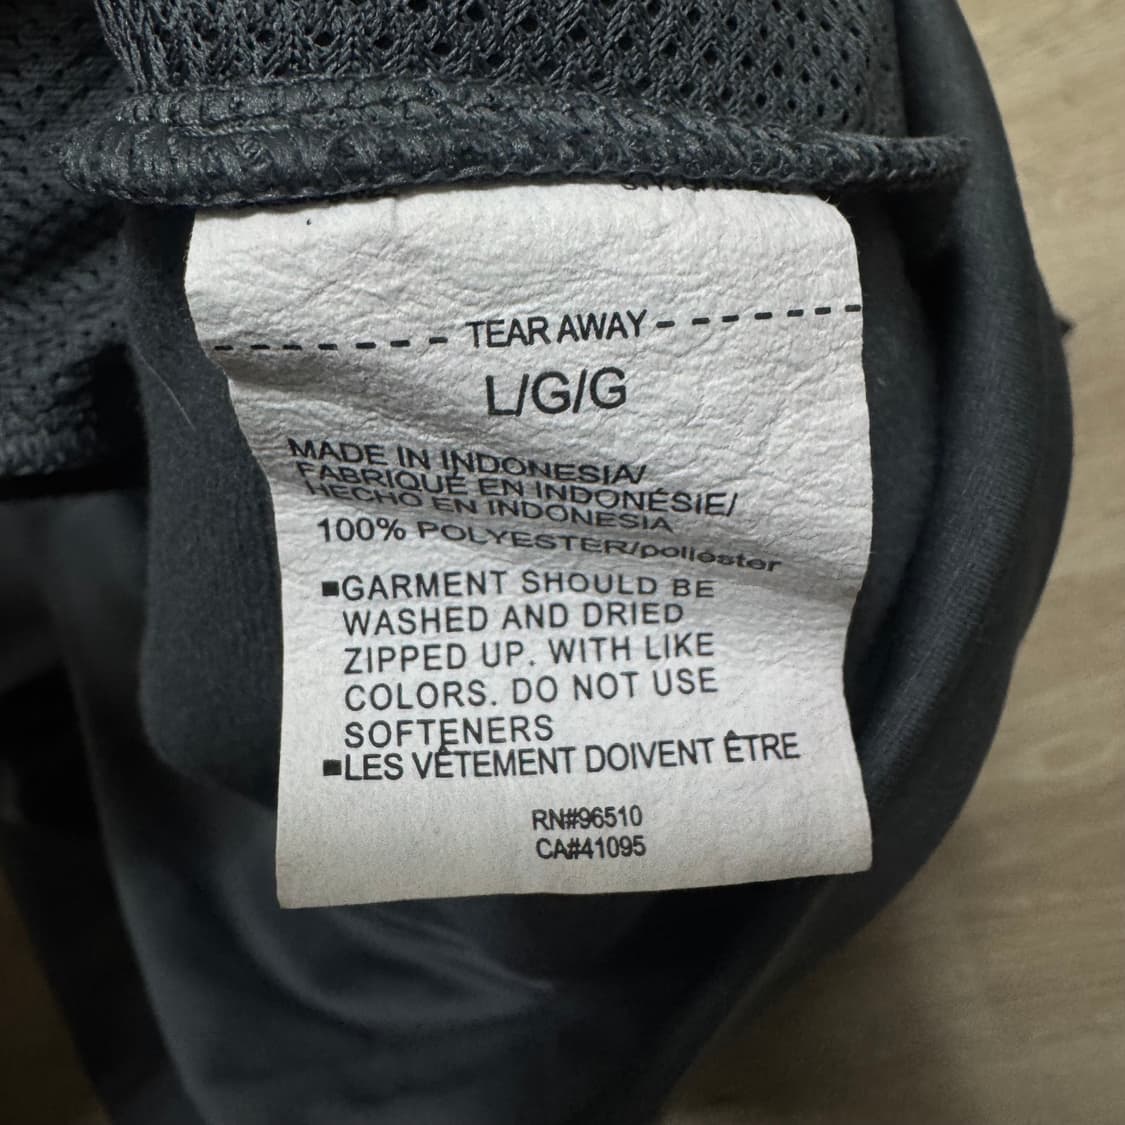 TEAR AWAY
L/G/G
MADE IN INDONESIA/
FABRIQUÉ EN INDONÉSIE/
HECHO EN INDONESIA
100% POLYESTER/poliéster
■GARMENT SHOULD BE
WASHED AND DRIED
ZIPPED UP. WITH LIKE
COLORS. DO NOT USE
SOFTENERS
■LES VÊTEMENT DOIVENT ÊTRE
RN#96510
CA#41095